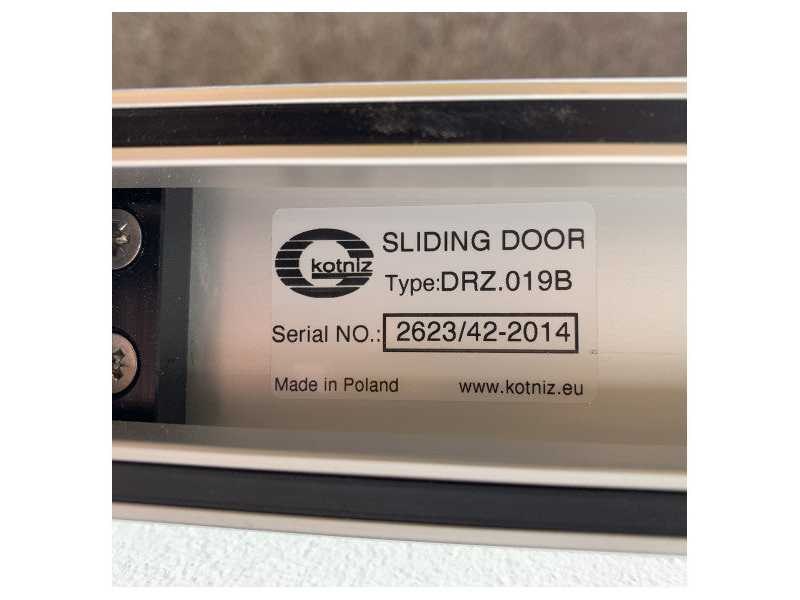 kotniz
SLIDING DOOR
Type:DRZ.019B
Serial NO.: 2623/42-2014
Made in Poland www.kotniz.eu